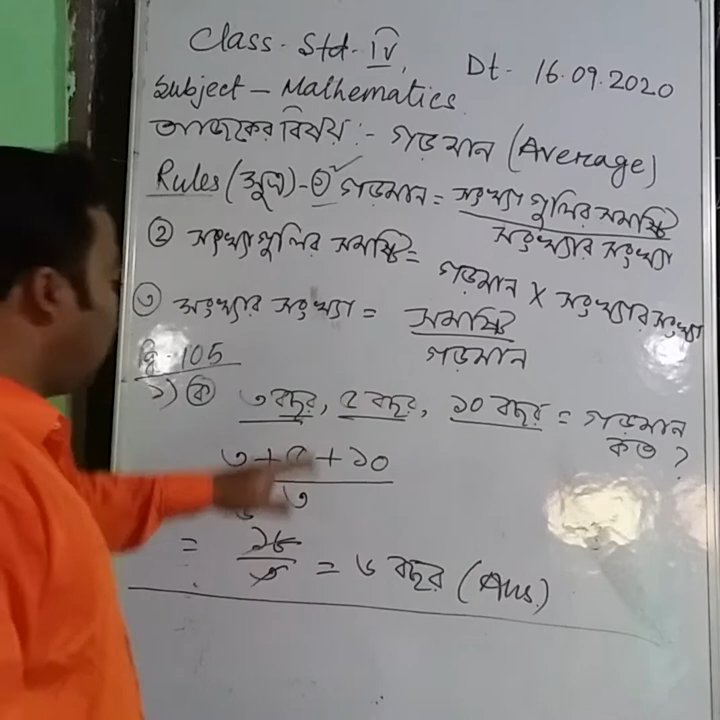 Class - Std - IV,
Dt - 16.09.2020
Subject - Mathematics
আজকের বিষয় :- গড়মান (Average)
Rules (সূত্র) - ① গড়মান = সংখ্যাগুলির সমষ্টি / সংখ্যার সংখ্যা
② সংখ্যাগুলির সমষ্টি = গড়মান X সংখ্যার সংখ্যা
৩ সংখ্যার সংখ্যা = সমষ্টি / গড়মান
105
১) ক ৩ বছর, ৫ বছর, ১০ বছর = গড়মান
কত ?
৩ + ৫ + ১০
৩
৬
= ১৮ / ৩ = ৬ বছর (Ans)